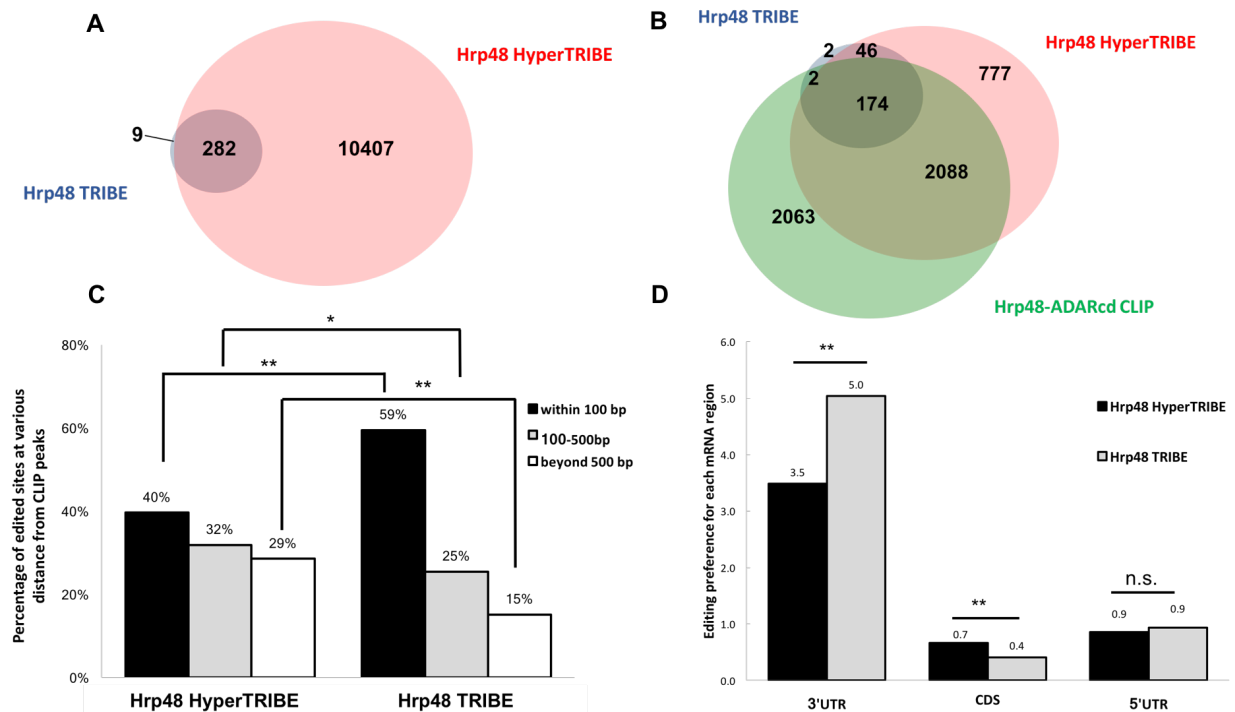 A
Hrp48 HyperTRIBE
9
282
10407
Hrp48 TRIBE
B
Hrp48 TRIBE
Hrp48 HyperTRIBE
2
46
777
2
174
2088
2063
Hrp48-ADARcd CLIP
C
Percentage of edited sites at various
distance from CLIP peaks
80%
60%
40%
20%
0%
*
**
**
within 100 bp
100-500bp
beyond 500 bp
40%
32%
29%
59%
25%
15%
Hrp48 HyperTRIBE
Hrp48 TRIBE
D
Editing preference for each mRNA region
6.0
5.0
4.0
3.0
2.0
1.0
0.0
**
3.5
5.0
**
0.7
0.4
n.s.
0.9
0.9
Hrp48 HyperTRIBE
Hrp48 TRIBE
3'UTR
CDS
5'UTR